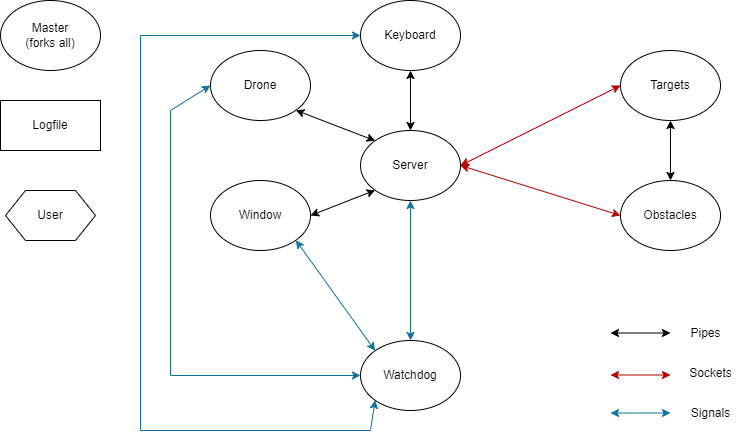 Master
(forks all)
Keyboard
Drone
Targets
Logfile
Server
User
Window
Obstacles
Pipes
Watchdog
Sockets
Signals